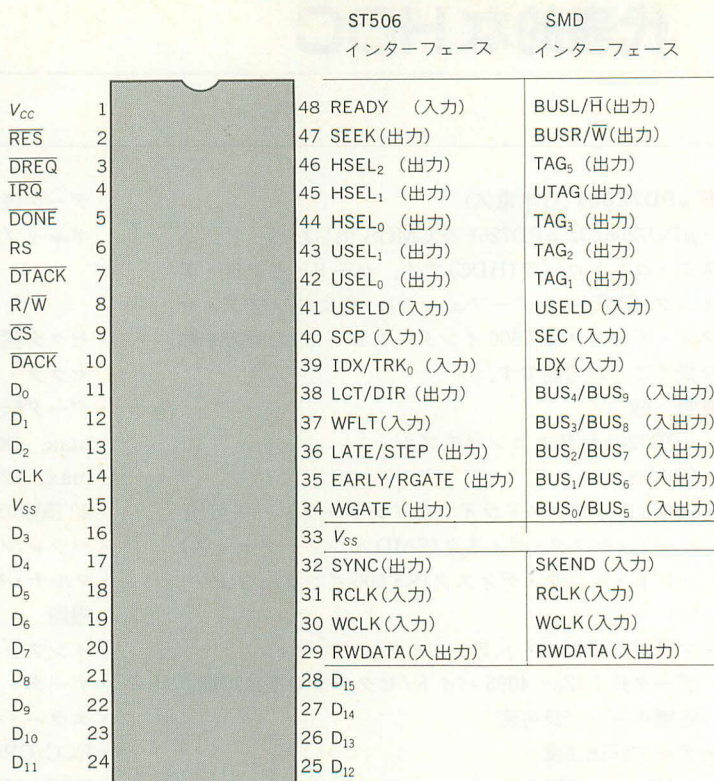 ST506 SMD
インターフェース インターフェース
V_CC 1 48 READY (入力) BUSL/H̅(出力)
R̅E̅S̅ 2 47 SEEK(出力) BUSR/W̅(出力)
D̅R̅E̅Q̅ 3 46 HSEL₂ (出力) TAG₅ (出力)
I̅R̅Q̅ 4 45 HSEL₁ (出力) UTAG(出力)
D̅O̅N̅E̅ 5 44 HSEL₀ (出力) TAG₃ (出力)
RS 6 43 USEL₁ (出力) TAG₂ (出力)
D̅T̅A̅C̅K̅ 7 42 USEL₀ (出力) TAG₁ (出力)
R/W̅ 8 41 USELD (入力) USELD (入力)
C̅S̅ 9 40 SCP (入力) SEC (入力)
D̅A̅C̅K̅ 10 39 IDX/TRK₀ (入力) IDX (入力)
D₀ 11 38 LCT/DIR (出力) BUS₄/BUS₉ (入出力)
D₁ 12 37 WFLT(入力) BUS₃/BUS₈ (入出力)
D₂ 13 36 LATE/STEP (出力) BUS₂/BUS₇ (入出力)
CLK 14 35 EARLY/RGATE (出力) BUS₁/BUS₆ (入出力)
V_SS 15 34 WGATE (出力) BUS₀/BUS₅ (入出力)
D₃ 16 33 V_SS
D₄ 17 32 SYNC(出力) SKEND (入力)
D₅ 18 31 RCLK(入力) RCLK(入力)
D₆ 19 30 WCLK(入力) WCLK(入力)
D₇ 20 29 RWDATA(入出力) RWDATA(入出力)
D₈ 21 28 D₁₅
D₉ 22 27 D₁₄
D₁₀ 23 26 D₁₃
D₁₁ 24 25 D₁₂